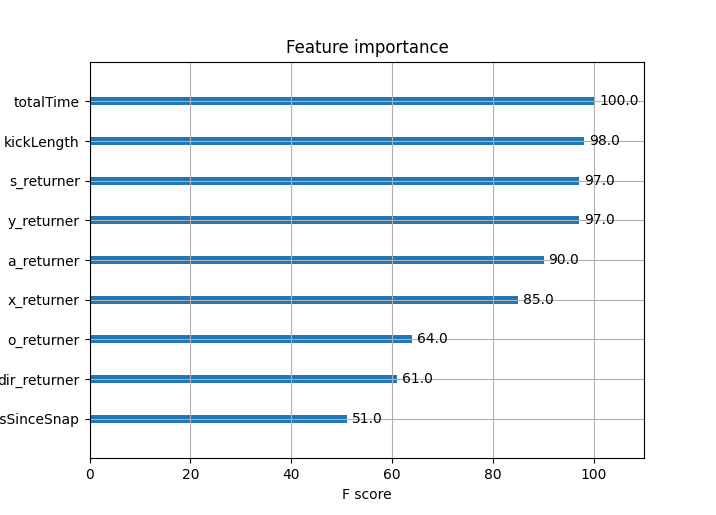 Feature importance
totalTime
100.0
kickLength
98.0
s_returner
97.0
y_returner
97.0
a_returner
90.0
x_returner
85.0
o_returner
64.0
dir_returner
61.0
sSinceSnap
51.0
0 20 40 60 80 100
F score